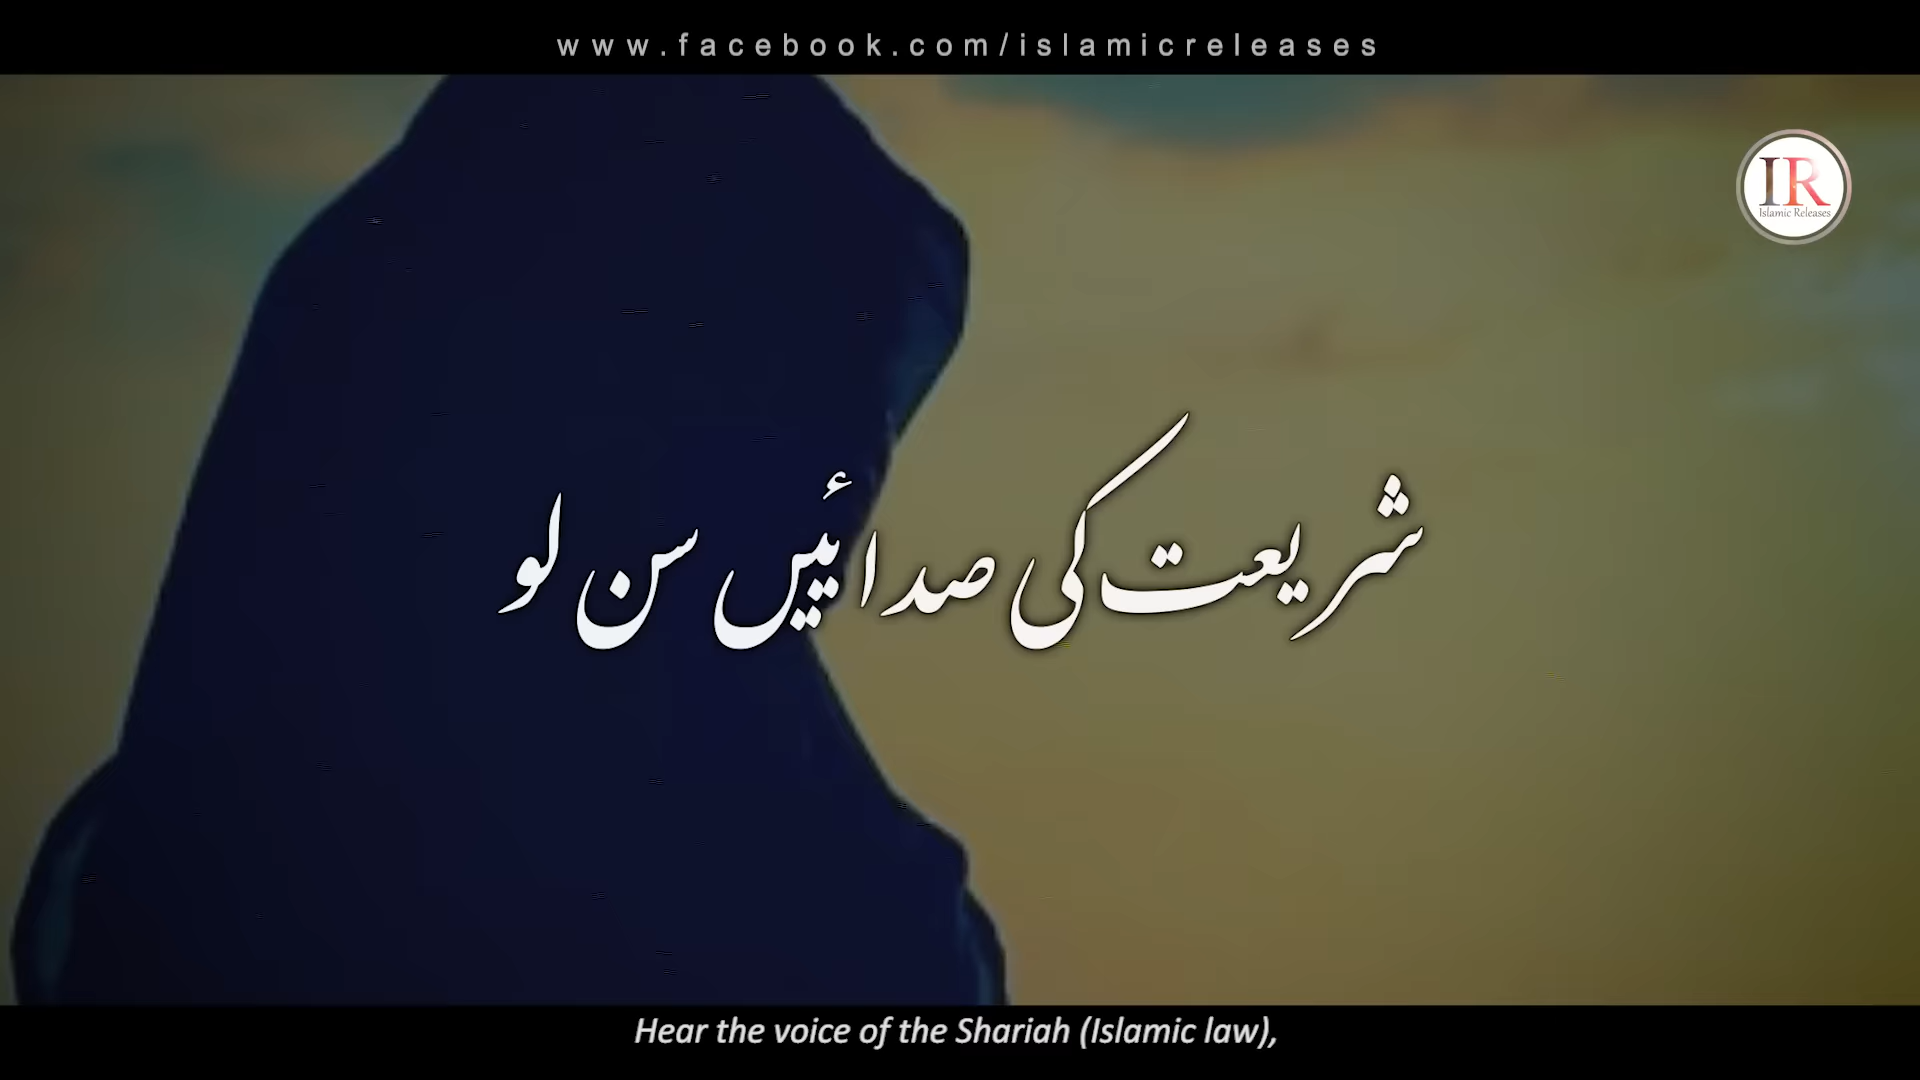 www.facebook.com/islamicreleases
IR
Islamic Releases
شریعت کی صدائیں سن لو
Hear the voice of the Shariah (Islamic law),